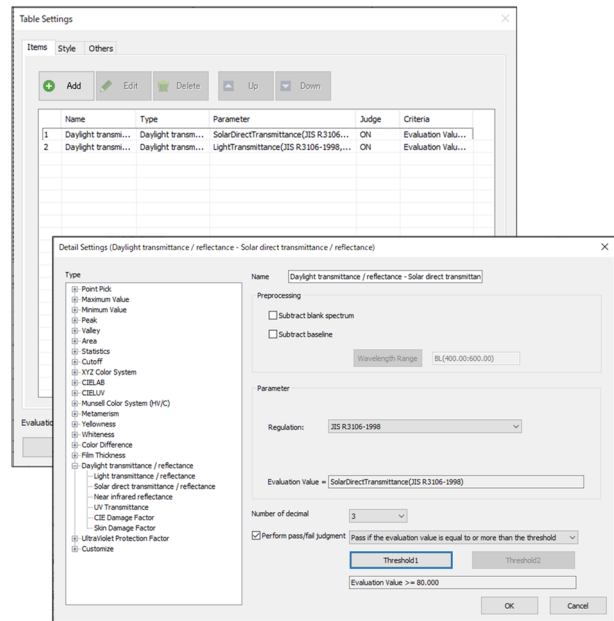 Table Settings
Items Style Others
Add Edit Delete Up Down
Name Type Parameter Judge Criteria
1 Daylight transmi... Daylight transm... SolarDirectTransmittance(JIS R3106... ON Evaluation Valu...
2 Daylight transmi... Daylight transm... LightTransmittance(JIS R3106-1998,... ON Evaluation Valu...
Evaluatio
Detail Settings (Daylight transmittance / reflectance - Solar direct transmittance / reflectance)
Type
Point Pick
Maximum Value
Minimum Value
Peak
Valley
Area
Statistics
Cutoff
XYZ Color System
CIELAB
CIELUV
Munsell Color System (HV/C)
Metamerism
Yellowness
Whiteness
Color Difference
Film Thickness
Daylight transmittance / reflectance
Light transmittance / reflectance
Solar direct transmittance / reflectance
Near infrared reflectance
UV Transmittance
CIE Damage Factor
Skin Damage Factor
UltraViolet Protection Factor
Customize
Name Daylight transmittance / reflectance - Solar direct transmittan
Preprocessing
Subtract blank spectrum
Subtract baseline
Wavelength Range BL(400.00:600.00)
Parameter
Regulation: JIS R3106-1998
Evaluation Value = SolarDirectTransmittance(JIS R3106-1998)
Number of decimal 3
Perform pass/fail judgment Pass if the evaluation value is equal to or more than the threshold
Threshold1 Threshold2
Evaluation Value >= 80.000
OK Cancel